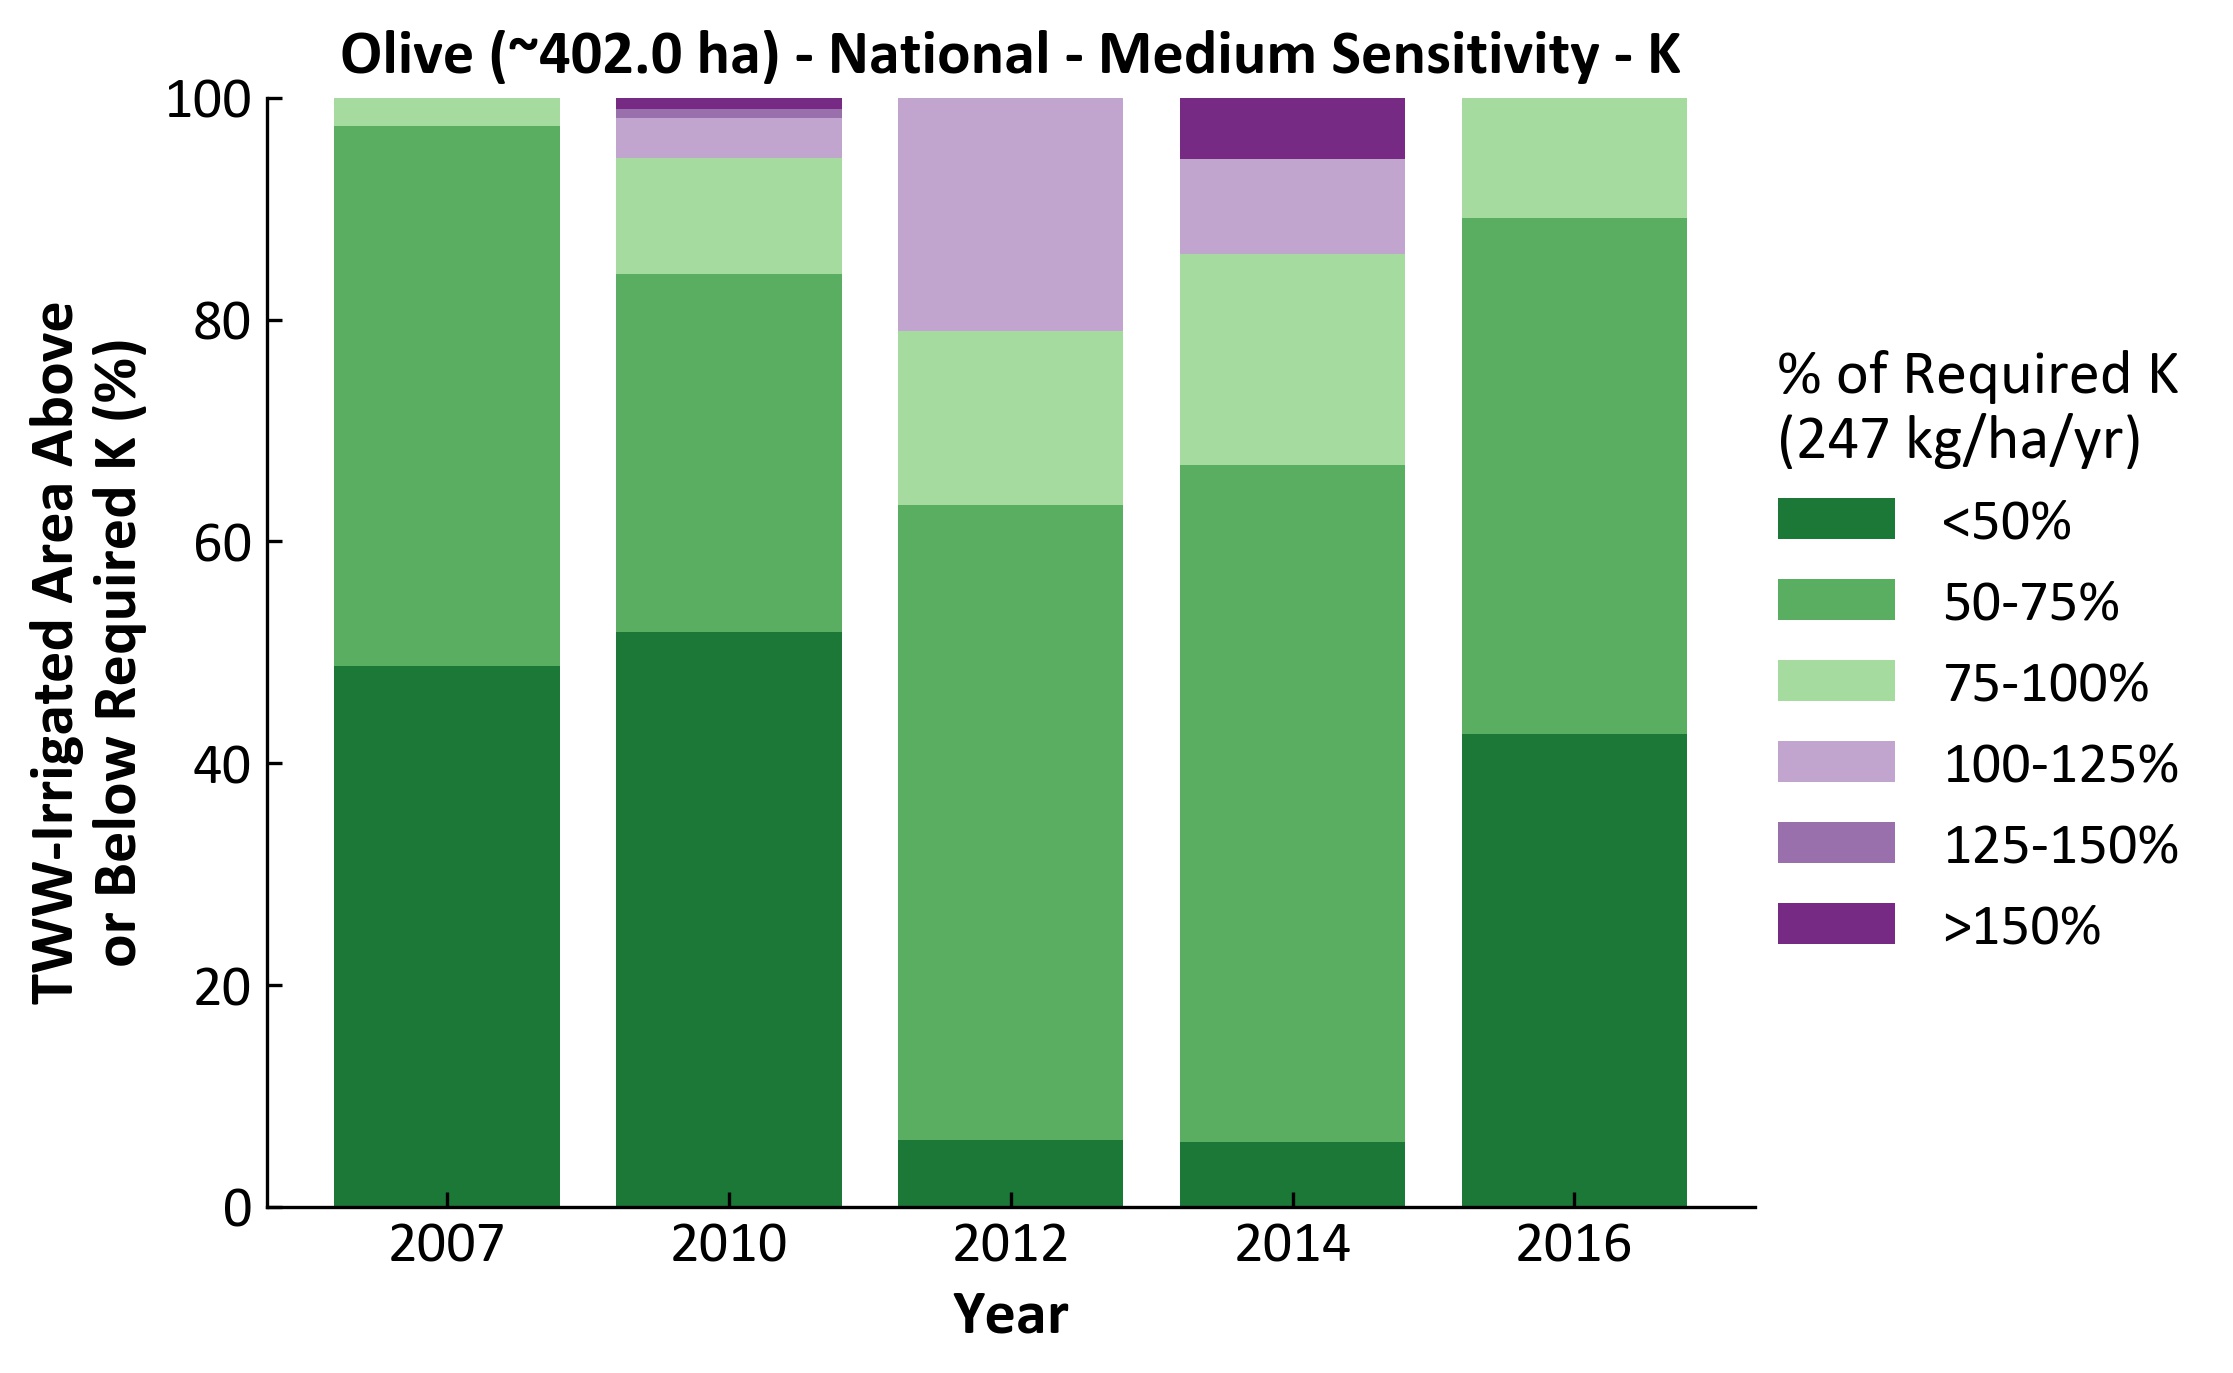 Olive (~402.0 ha) - National - Medium Sensitivity - K
TWW-Irrigated Area Above
or Below Required K (%)
100
80
60
40
20
0
2007
2010
2012
2014
2016
Year
% of Required K
(247 kg/ha/yr)
<50%
50-75%
75-100%
100-125%
125-150%
>150%